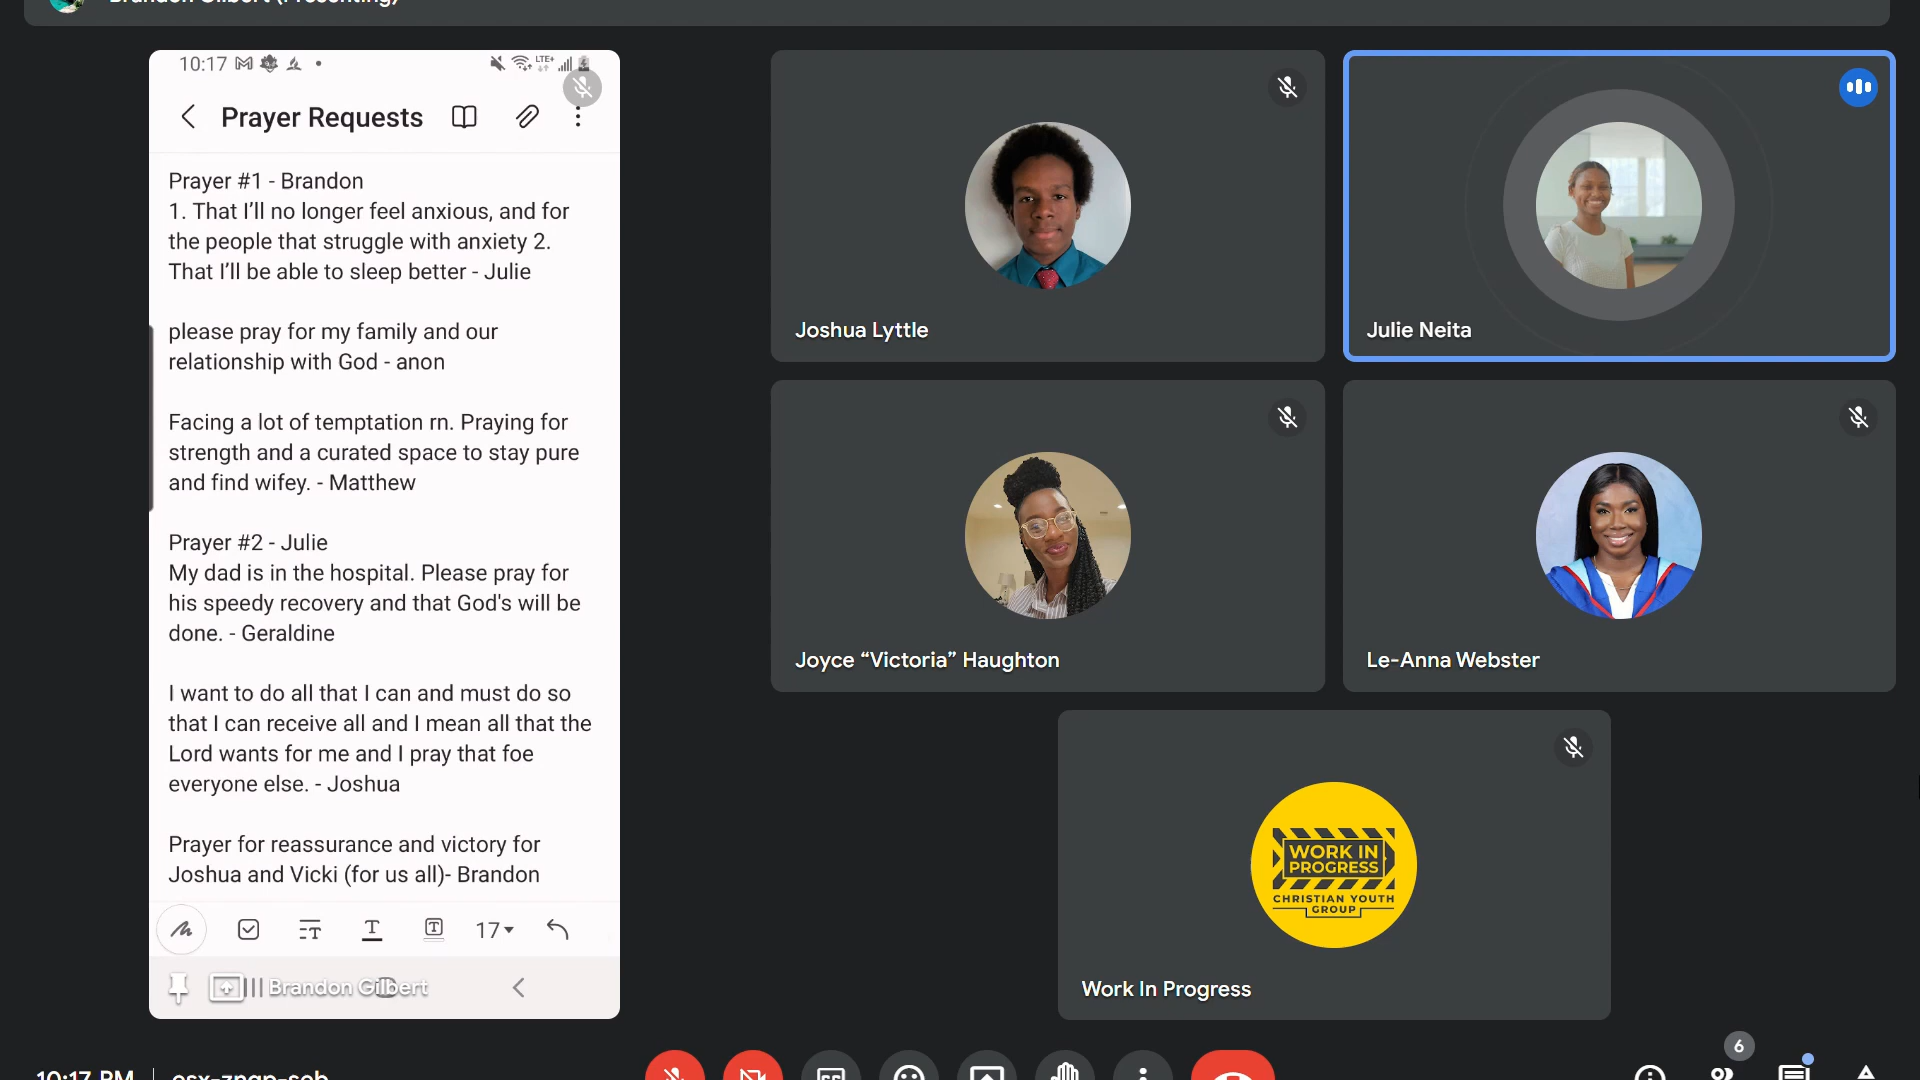 Brandon Gilbert (Presenting)
10:17
LTE+
Prayer Requests
Prayer #1 - Brandon
1. That I'll no longer feel anxious, and for
the people that struggle with anxiety 2.
That I'll be able to sleep better - Julie
please pray for my family and our
relationship with God - anon
Facing a lot of temptation rn. Praying for
strength and a curated space to stay pure
and find wifey. - Matthew
Prayer #2 - Julie
My dad is in the hospital. Please pray for
his speedy recovery and that God's will be
done. - Geraldine
I want to do all that I can and must do so
that I can receive all and I mean all that the
Lord wants for me and I pray that foe
everyone else. - Joshua
Prayer for reassurance and victory for
Joshua and Vicki (for us all)- Brandon
17
Brandon Gilbert
Joshua Lyttle
Julie Neita
Joyce “Victoria” Haughton
Le-Anna Webster
WORK IN
PROGRESS
CHRISTIAN YOUTH
GROUP
Work In Progress
6
10:17 PM